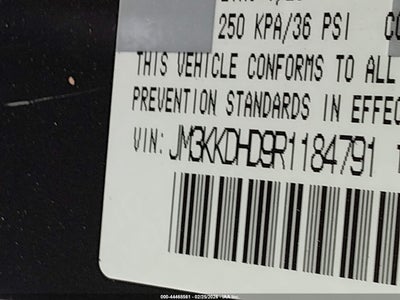 250 KPA/36 PSI
THIS VEHICLE CONFORMS TO ALL
PREVENTION STANDARDS IN EFFEC
VIN: JM3KKDHD9R1184791
000-44468561 - 02/25/2026 - IAA Inc.